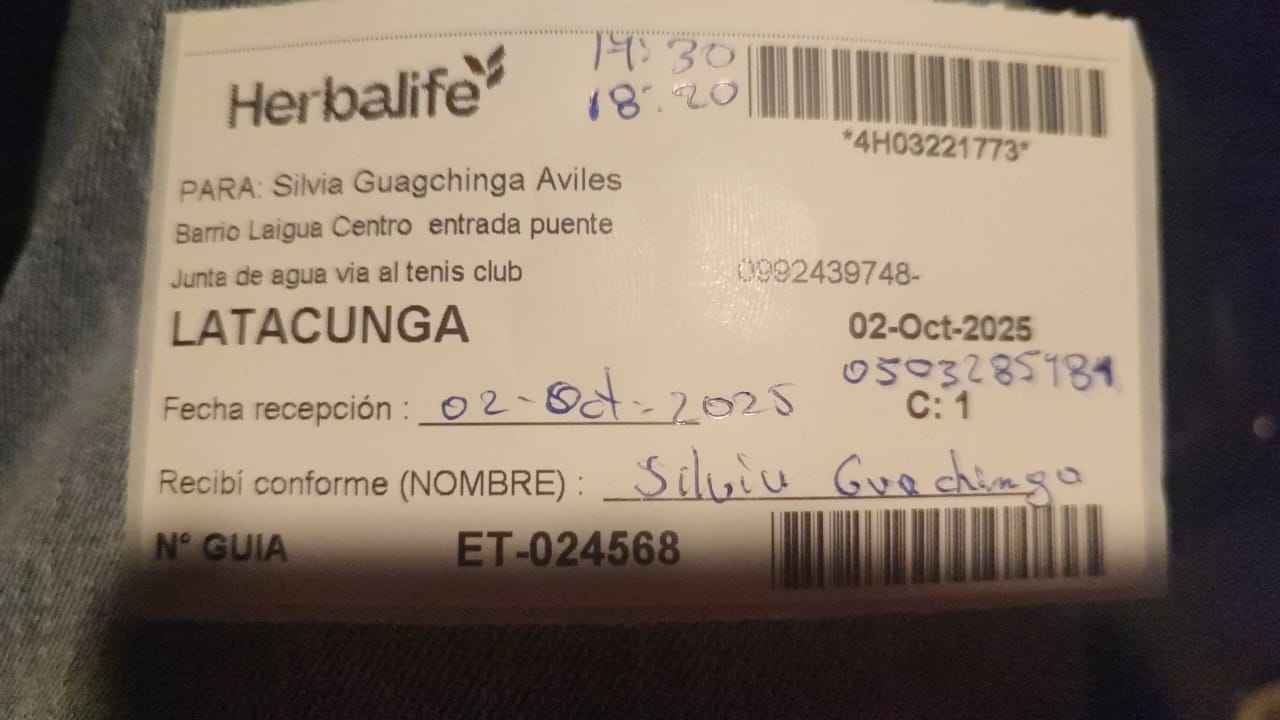 Herbalife
14:30
18:20
*4H03221773*
PARA: Silvia Guagchinga Aviles
Barrio Laigua Centro entrada puente
Junta de agua via al tenis club 0992439748-
LATACUNGA 02-Oct-2025
0503285981
Fecha recepción : 02-Oct-2025
C: 1
Recibí conforme (NOMBRE) : Silvia Guachinga
Nº GUIA ET-024568